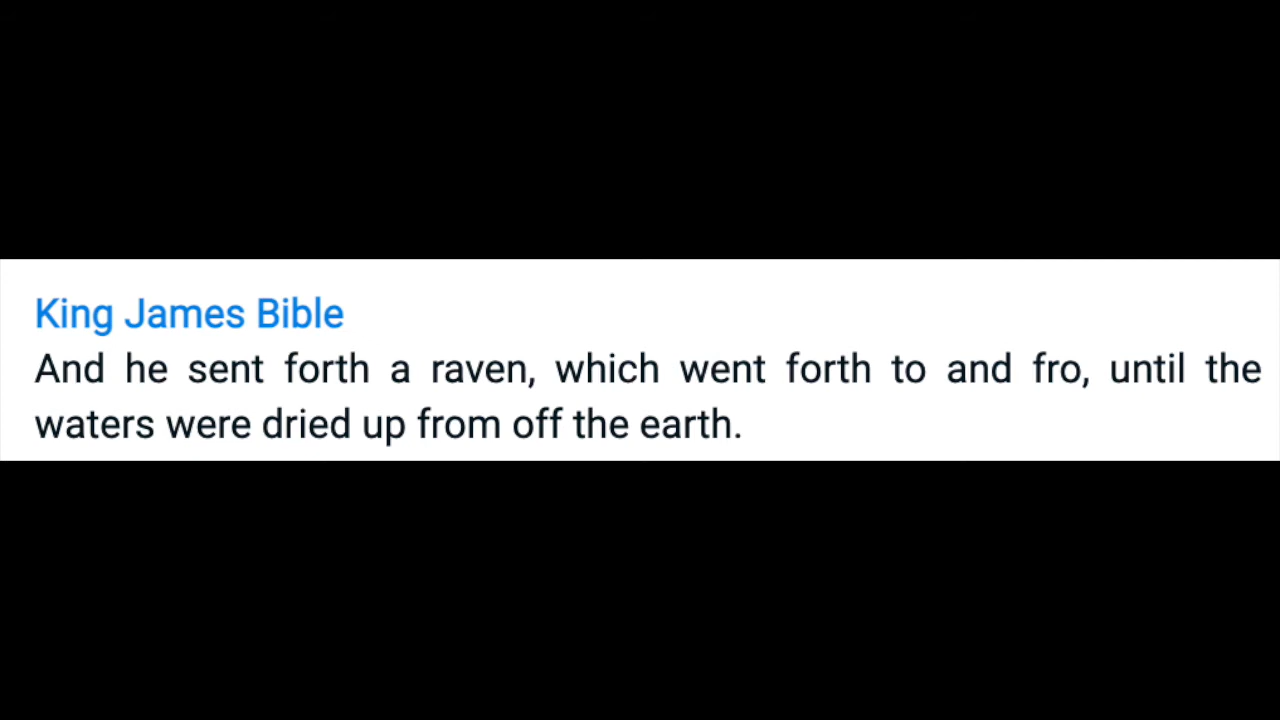 King James Bible
And he sent forth a raven, which went forth to and fro, until the
waters were dried up from off the earth.